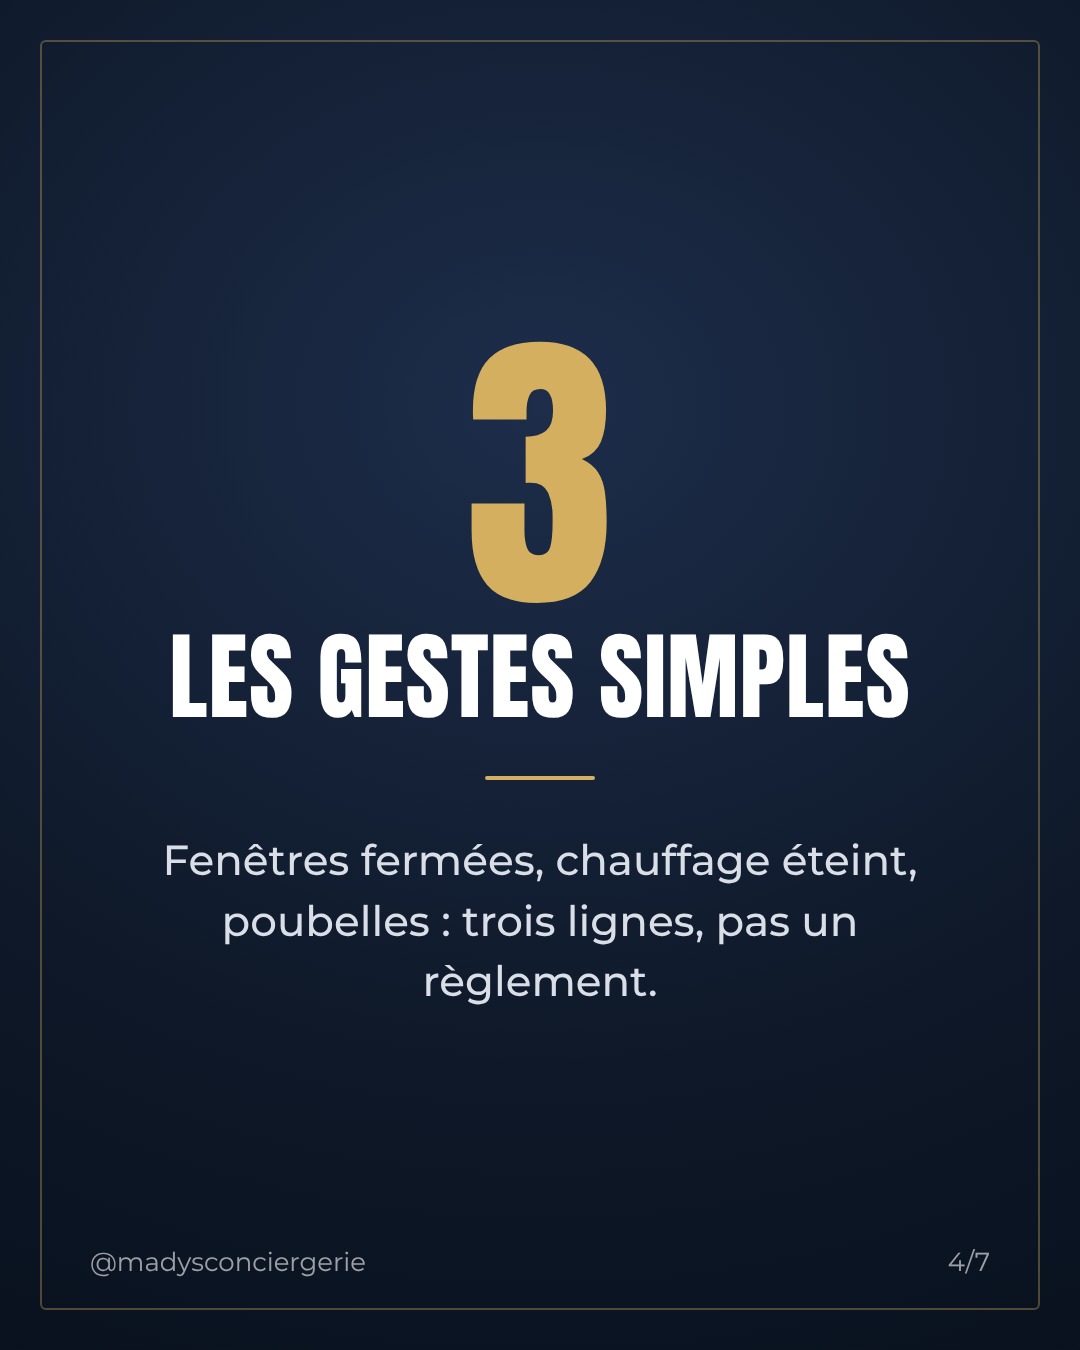 3
LES GESTES SIMPLES
Fenêtres fermées, chauffage éteint,
poubelles : trois lignes, pas un
règlement.
@madysconciergerie
4/7